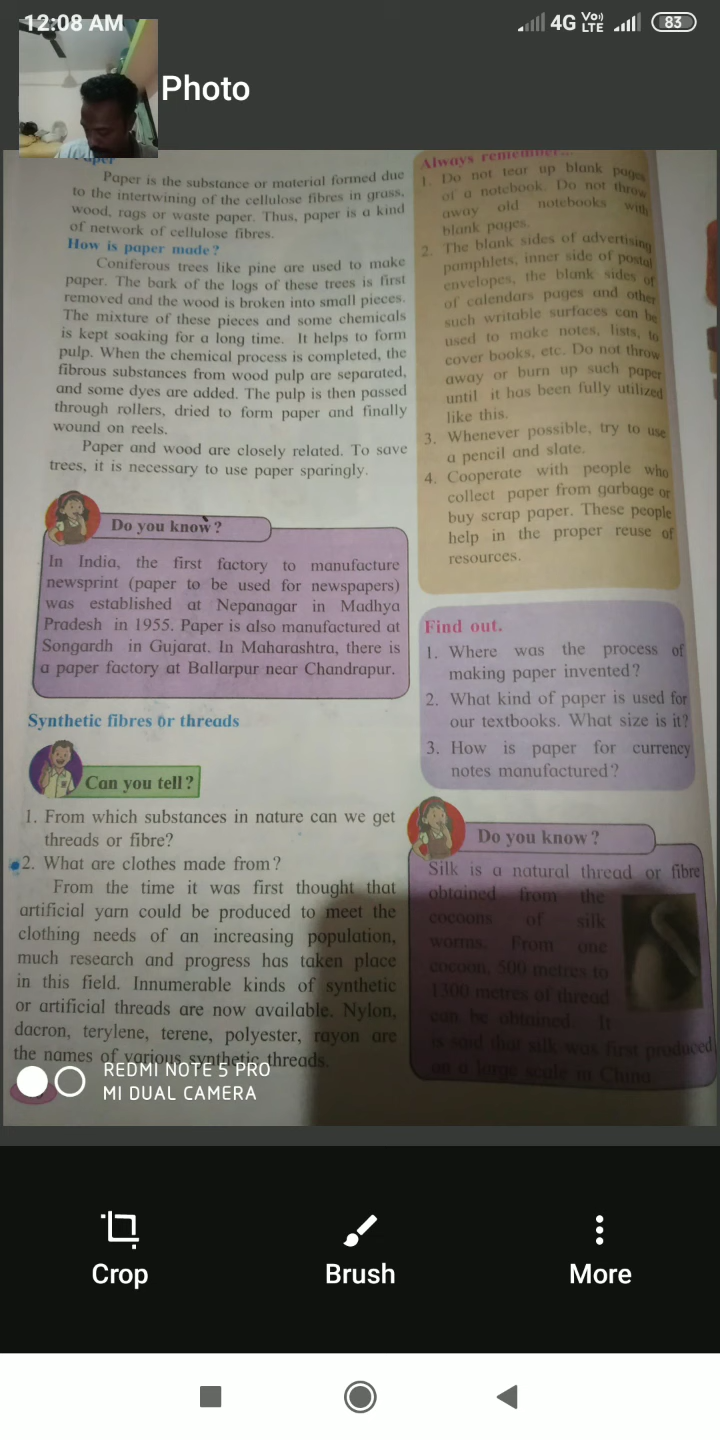 12:08 AM
4G Vo)) LTE 83
Photo
Paper is the substance or material formed due
to the intertwining of the cellulose fibres in grass,
wood, rags or waste paper. Thus, paper is a kind
of network of cellulose fibres.
How is paper made?
Coniferous trees like pine are used to make
paper. The bark of the logs of these trees is first
removed and the wood is broken into small pieces.
The mixture of these pieces and some chemicals
is kept soaking for a long time. It helps to form
pulp. When the chemical process is completed, the
fibrous substances from wood pulp are separated,
and some dyes are added. The pulp is then passed
through rollers, dried to form paper and finally
wound on reels.
Paper and wood are closely related. To save
trees, it is necessary to use paper sparingly.
Do you know?
In India, the first factory to manufacture
newsprint (paper to be used for newspapers)
was established at Nepanagar in Madhya
Pradesh in 1955. Paper is also manufactured at
Songardh in Gujarat. In Maharashtra, there is
a paper factory at Ballarpur near Chandrapur.
Synthetic fibres or threads
Can you tell?
1. From which substances in nature can we get
threads or fibre?
2. What are clothes made from?
From the time it was first thought that
artificial yarn could be produced to meet the
clothing needs of an increasing population,
much research and progress has taken place
in this field. Innumerable kinds of synthetic
or artificial threads are now available. Nylon,
dacron, terylene, terene, polyester, rayon are
the names of various synthetic threads.
Always remember...
1. Do not tear up blank pages
of a notebook. Do not throw
away old notebooks with
blank pages.
2. The blank sides of advertising
pamphlets, inner side of postal
envelopes, the blank sides of
of calendars pages and other
such writable surfaces can be
used to make notes, lists, to
cover books, etc. Do not throw
away or burn up such paper
until it has been fully utilized
like this.
3. Whenever possible, try to use
a pencil and slate.
4. Cooperate with people who
collect paper from garbage or
buy scrap paper. These people
help in the proper reuse of
resources.
Find out.
1. Where was the process of
making paper invented?
2. What kind of paper is used for
our textbooks. What size is it?
3. How is paper for currency
notes manufactured?
Do you know?
Silk is a natural thread or fibre
obtained from the
cocoons of silk
worms. From one
cocoon, 500 metres to
1300 metres of thread
can be obtained. It
is said that silk was first produced
on a large scale in China
REDMI NOTE 5 PRO
MI DUAL CAMERA
Crop
Brush
More